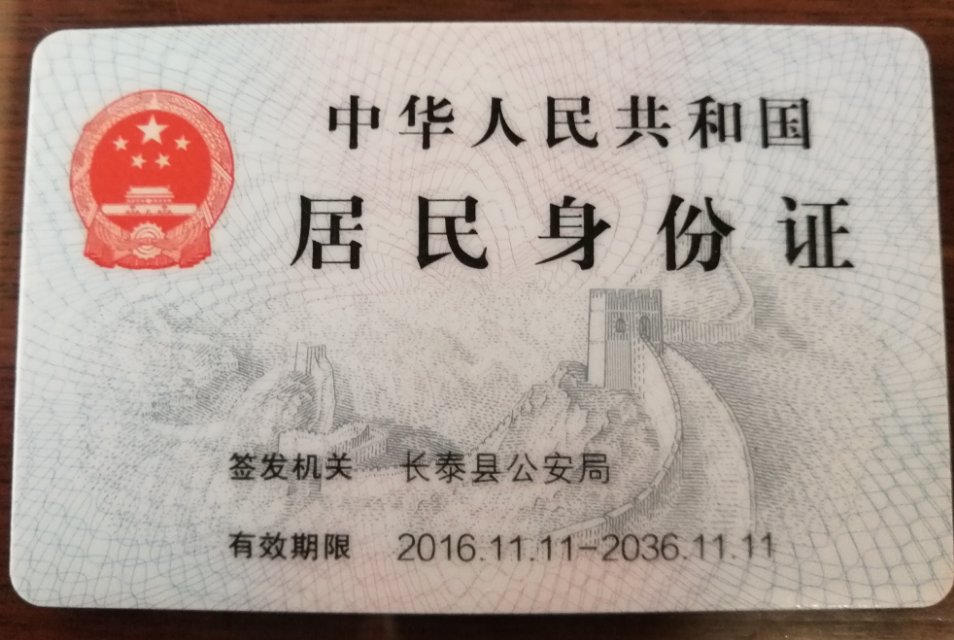 中华人民共和国
居民身份证
签发机关 长泰县公安局
有效期限 2016.11.11-2036.11.11